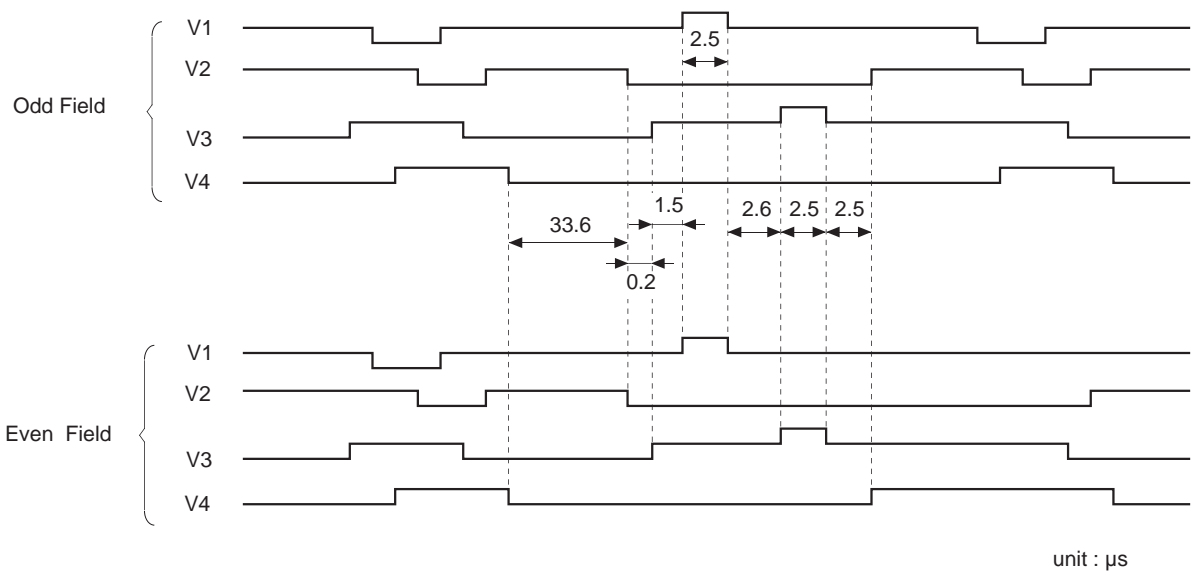 V1
2.5
V2
Odd Field
V3
V4
1.5
2.6
2.5
2.5
33.6
0.2
V1
V2
Even Field
V3
V4
unit : µs